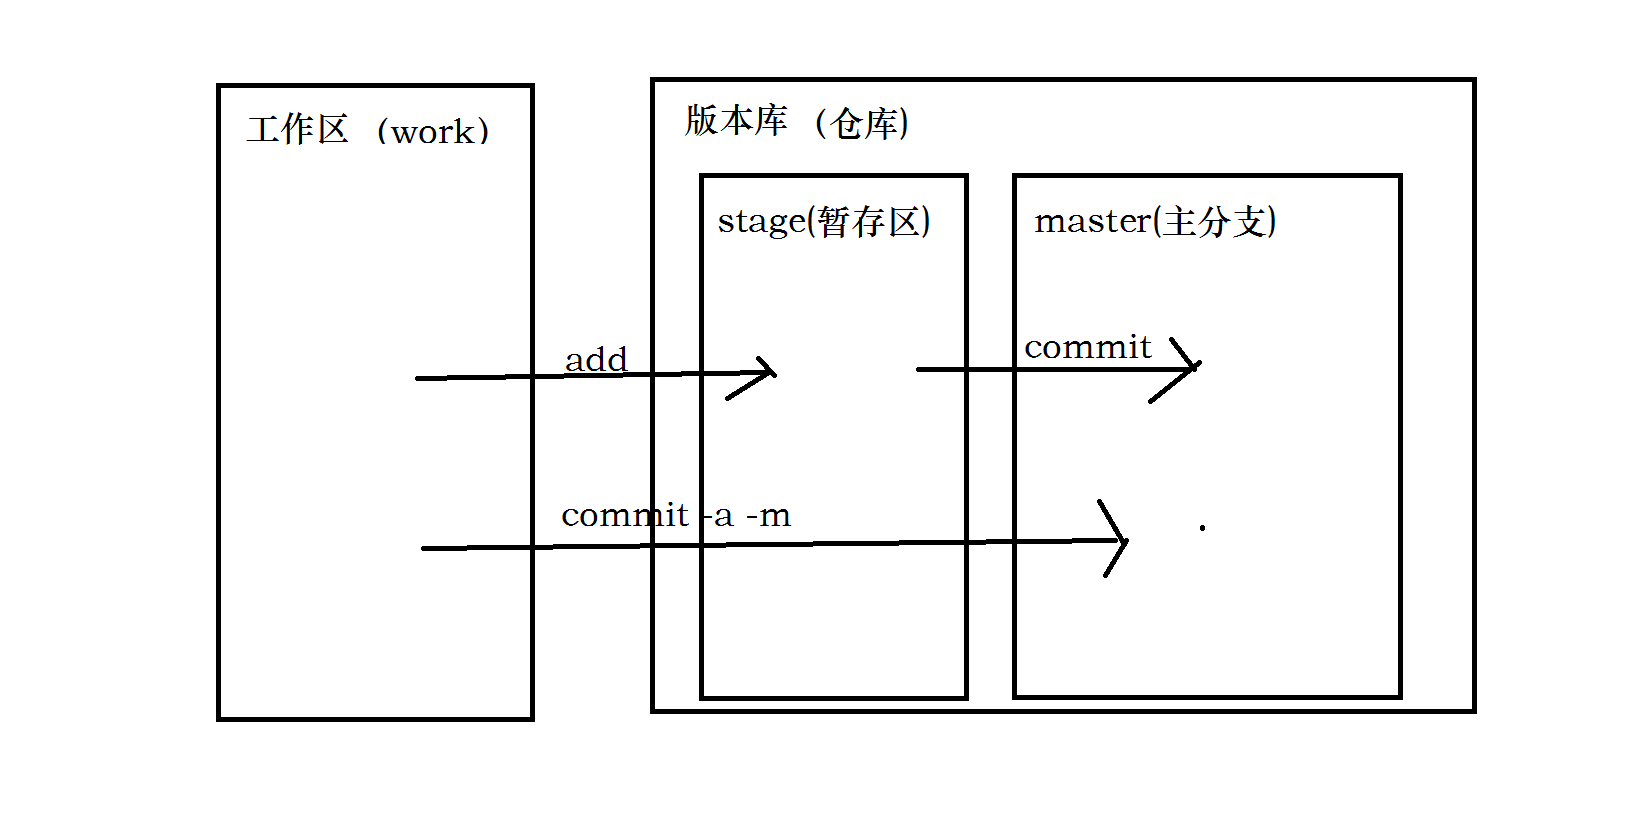 工作区 (work)
版本库 (仓库)
stage(暂存区)
master(主分支)
add
commit
commit -a -m